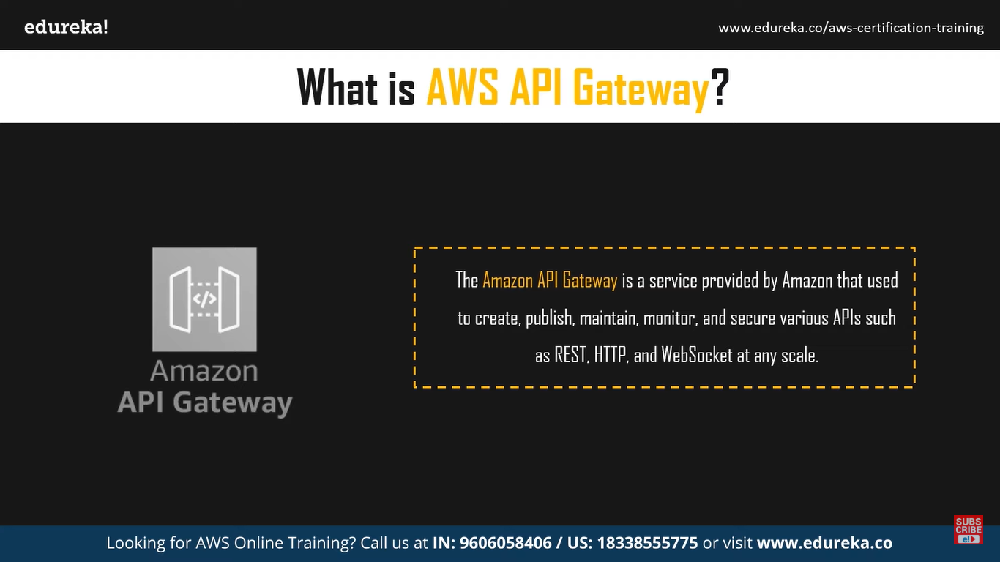 edureka!
www.edureka.co/aws-certification-training
What is AWS API Gateway?
</>
Amazon
API Gateway
The Amazon API Gateway is a service provided by Amazon that used
to create, publish, maintain, monitor, and secure various APIs such
as REST, HTTP, and WebSocket at any scale.
SUBS
CRIBE
e!
Looking for AWS Online Training? Call us at IN: 9606058406 / US: 18338555775 or visit www.edureka.co